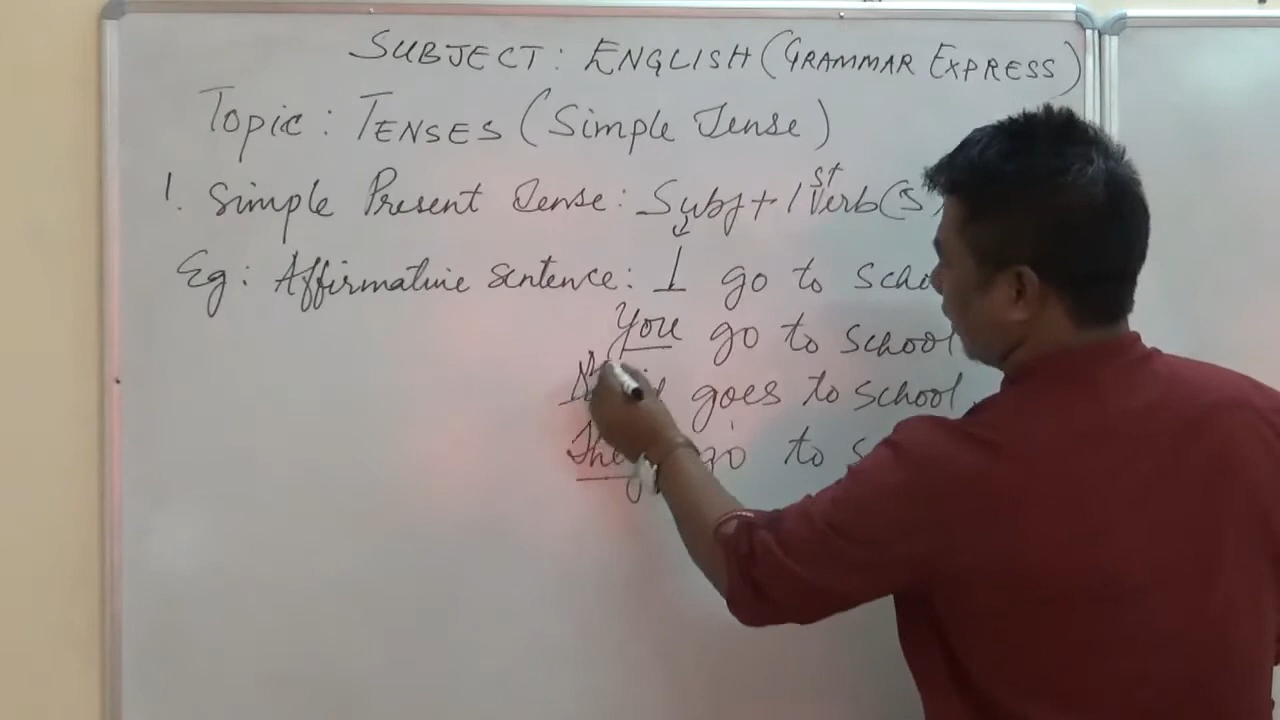 SUBJECT: ENGLISH (GRAMMAR EXPRESS)
Topic: TENSES (Simple Tense)
1. Simple Present Tense: Subj + 1st Verb (s)
Eg: Affirmative sentence: I go to
You go to school
goes to school.
go to